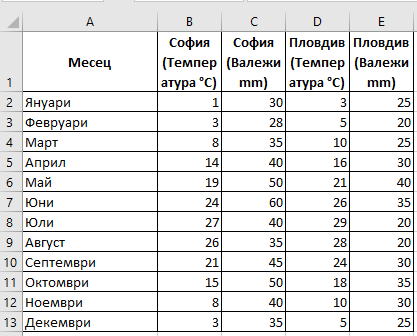 A B C D E
1 Месец София (Темпер атура °C) София (Валежи mm) Пловдив (Темпер атура °C) Пловдив (Валежи mm)
2 Януари 1 30 3 25
3 Февруари 3 28 5 20
4 Март 8 35 10 25
5 Април 14 40 16 30
6 Май 19 50 21 40
7 Юни 24 60 26 35
8 Юли 27 40 29 20
9 Август 26 35 28 20
10 Септември 21 45 24 30
11 Октомври 15 50 18 35
12 Ноември 8 40 10 30
13 Декември 3 35 5 25